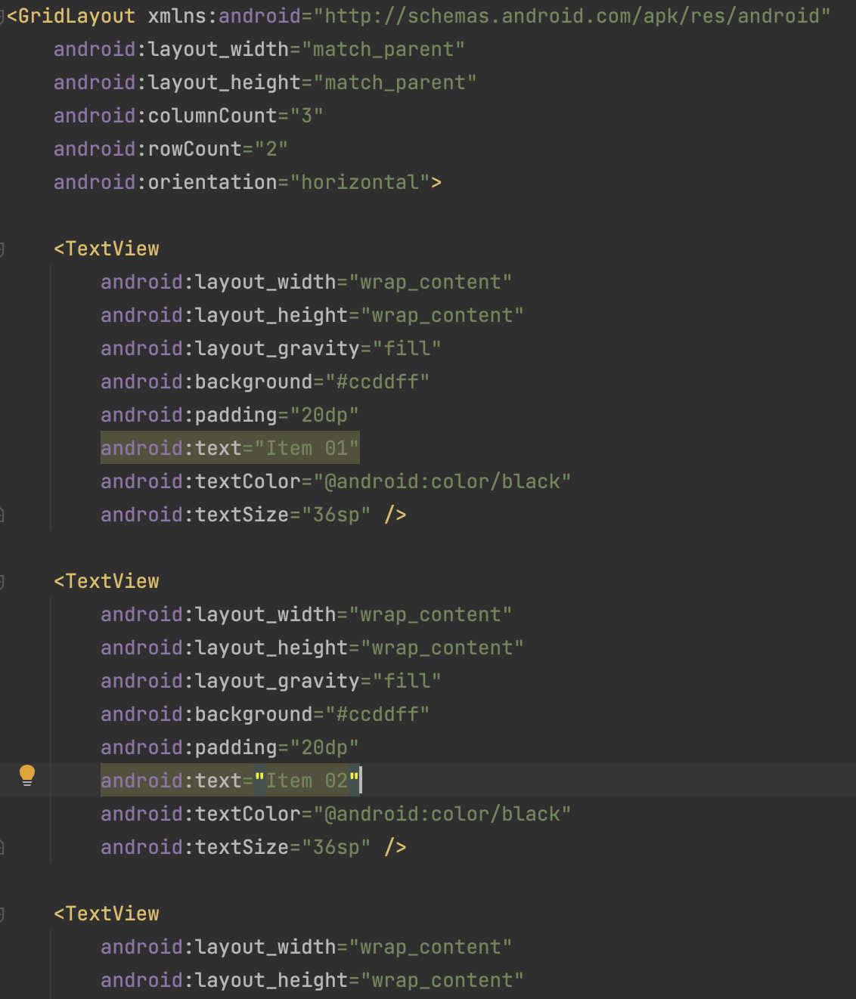 <GridLayout xmlns:android="http://schemas.android.com/apk/res/android"
android:layout_width="match_parent"
android:layout_height="match_parent"
android:columnCount="3"
android:rowCount="2"
android:orientation="horizontal">
<TextView
android:layout_width="wrap_content"
android:layout_height="wrap_content"
android:layout_gravity="fill"
android:background="#ccddff"
android:padding="20dp"
android:text="Item 01"
android:textColor="@android:color/black"
android:textSize="36sp" />
<TextView
android:layout_width="wrap_content"
android:layout_height="wrap_content"
android:layout_gravity="fill"
android:background="#ccddff"
android:padding="20dp"
android:text="Item 02"
android:textColor="@android:color/black"
android:textSize="36sp" />
<TextView
android:layout_width="wrap_content"
android:layout_height="wrap_content"